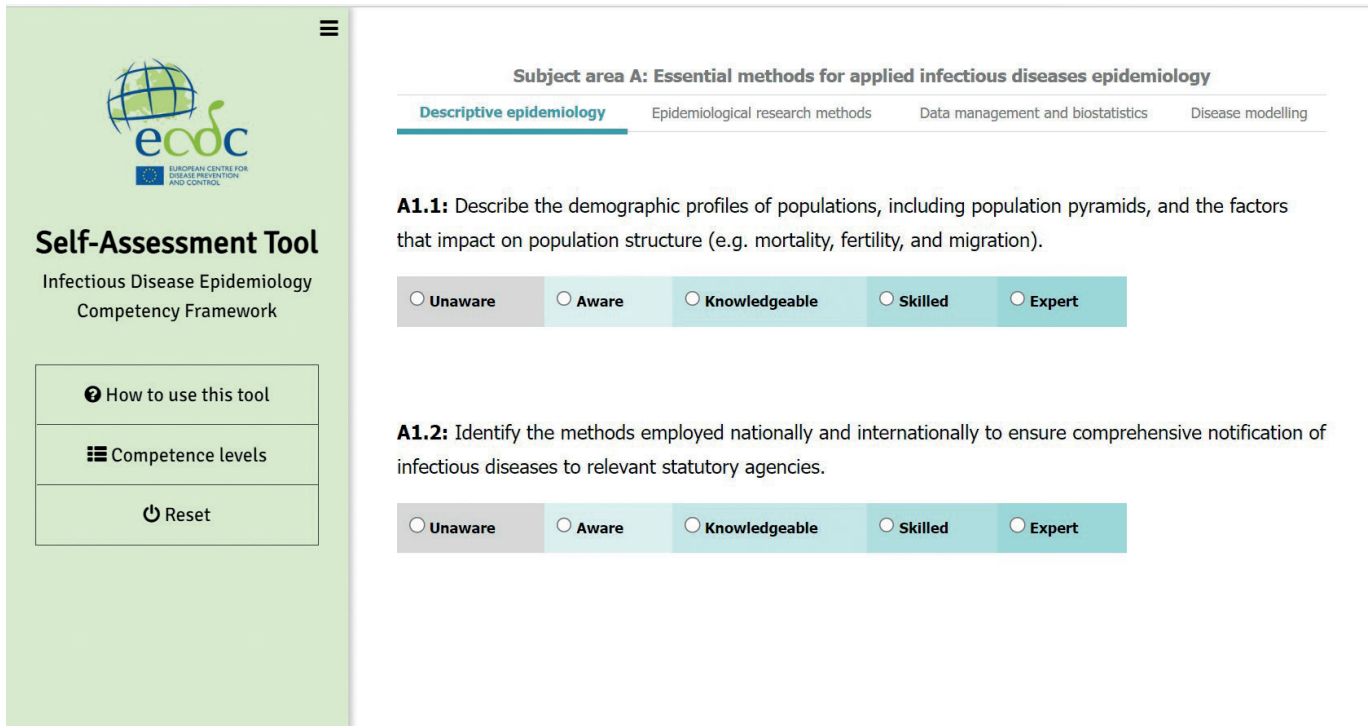 ecdc
EUROPEAN CENTRE FOR
DISEASE PREVENTION
AND CONTROL
Self-Assessment Tool
Infectious Disease Epidemiology
Competency Framework
How to use this tool
Competence levels
Reset
Subject area A: Essential methods for applied infectious diseases epidemiology
Descriptive epidemiology Epidemiological research methods Data management and biostatistics Disease modelling
A1.1: Describe the demographic profiles of populations, including population pyramids, and the factors
that impact on population structure (e.g. mortality, fertility, and migration).
Unaware Aware Knowledgeable Skilled Expert
A1.2: Identify the methods employed nationally and internationally to ensure comprehensive notification of
infectious diseases to relevant statutory agencies.
Unaware Aware Knowledgeable Skilled Expert